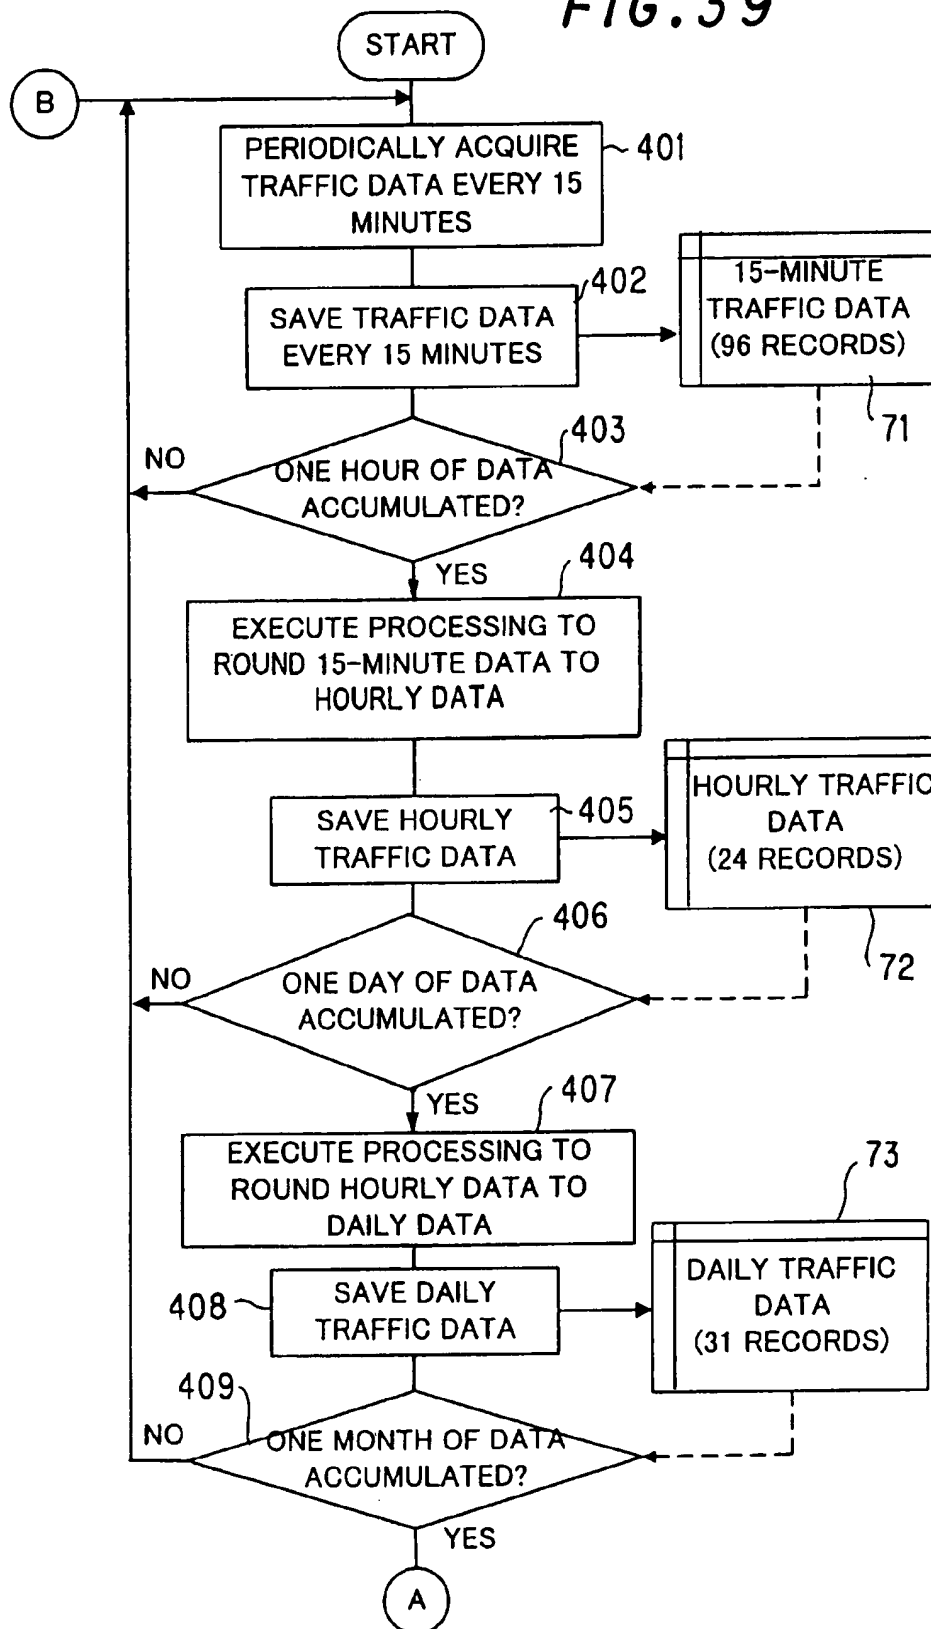 FIG.39
START
B
PERIODICALLY ACQUIRE
TRAFFIC DATA EVERY 15
MINUTES
401
402
SAVE TRAFFIC DATA
EVERY 15 MINUTES
15-MINUTE
TRAFFIC DATA
(96 RECORDS)
71
403
NO
ONE HOUR OF DATA
ACCUMULATED?
YES
404
EXECUTE PROCESSING TO
ROUND 15-MINUTE DATA TO
HOURLY DATA
SAVE HOURLY
TRAFFIC DATA
405
HOURLY TRAFFIC
DATA
(24 RECORDS)
72
406
NO
ONE DAY OF DATA
ACCUMULATED?
YES
407
EXECUTE PROCESSING TO
ROUND HOURLY DATA TO
DAILY DATA
73
408
SAVE DAILY
TRAFFIC DATA
DAILY TRAFFIC
DATA
(31 RECORDS)
409
NO
ONE MONTH OF DATA
ACCUMULATED?
YES
A